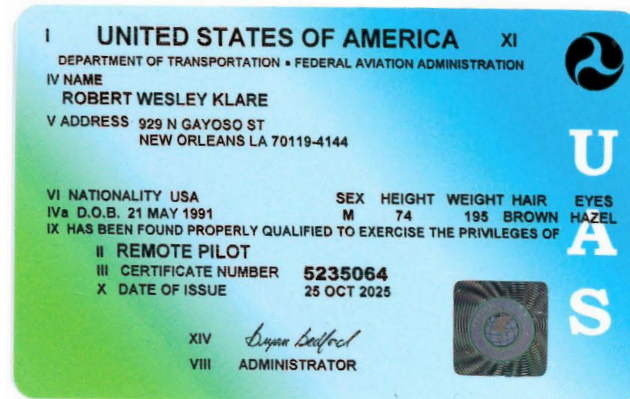 I UNITED STATES OF AMERICA XI
DEPARTMENT OF TRANSPORTATION • FEDERAL AVIATION ADMINISTRATION
IV NAME
ROBERT WESLEY KLARE
V ADDRESS 929 N GAYOSO ST
NEW ORLEANS LA 70119-4144
VI NATIONALITY USA SEX HEIGHT WEIGHT HAIR EYES
IVa D.O.B. 21 MAY 1991 M 74 195 BROWN HAZEL
IX HAS BEEN FOUND PROPERLY QUALIFIED TO EXERCISE THE PRIVILEGES OF
II REMOTE PILOT
III CERTIFICATE NUMBER 5235064
X DATE OF ISSUE 25 OCT 2025
XIV Bryan Bedford
VIII ADMINISTRATOR
UAS